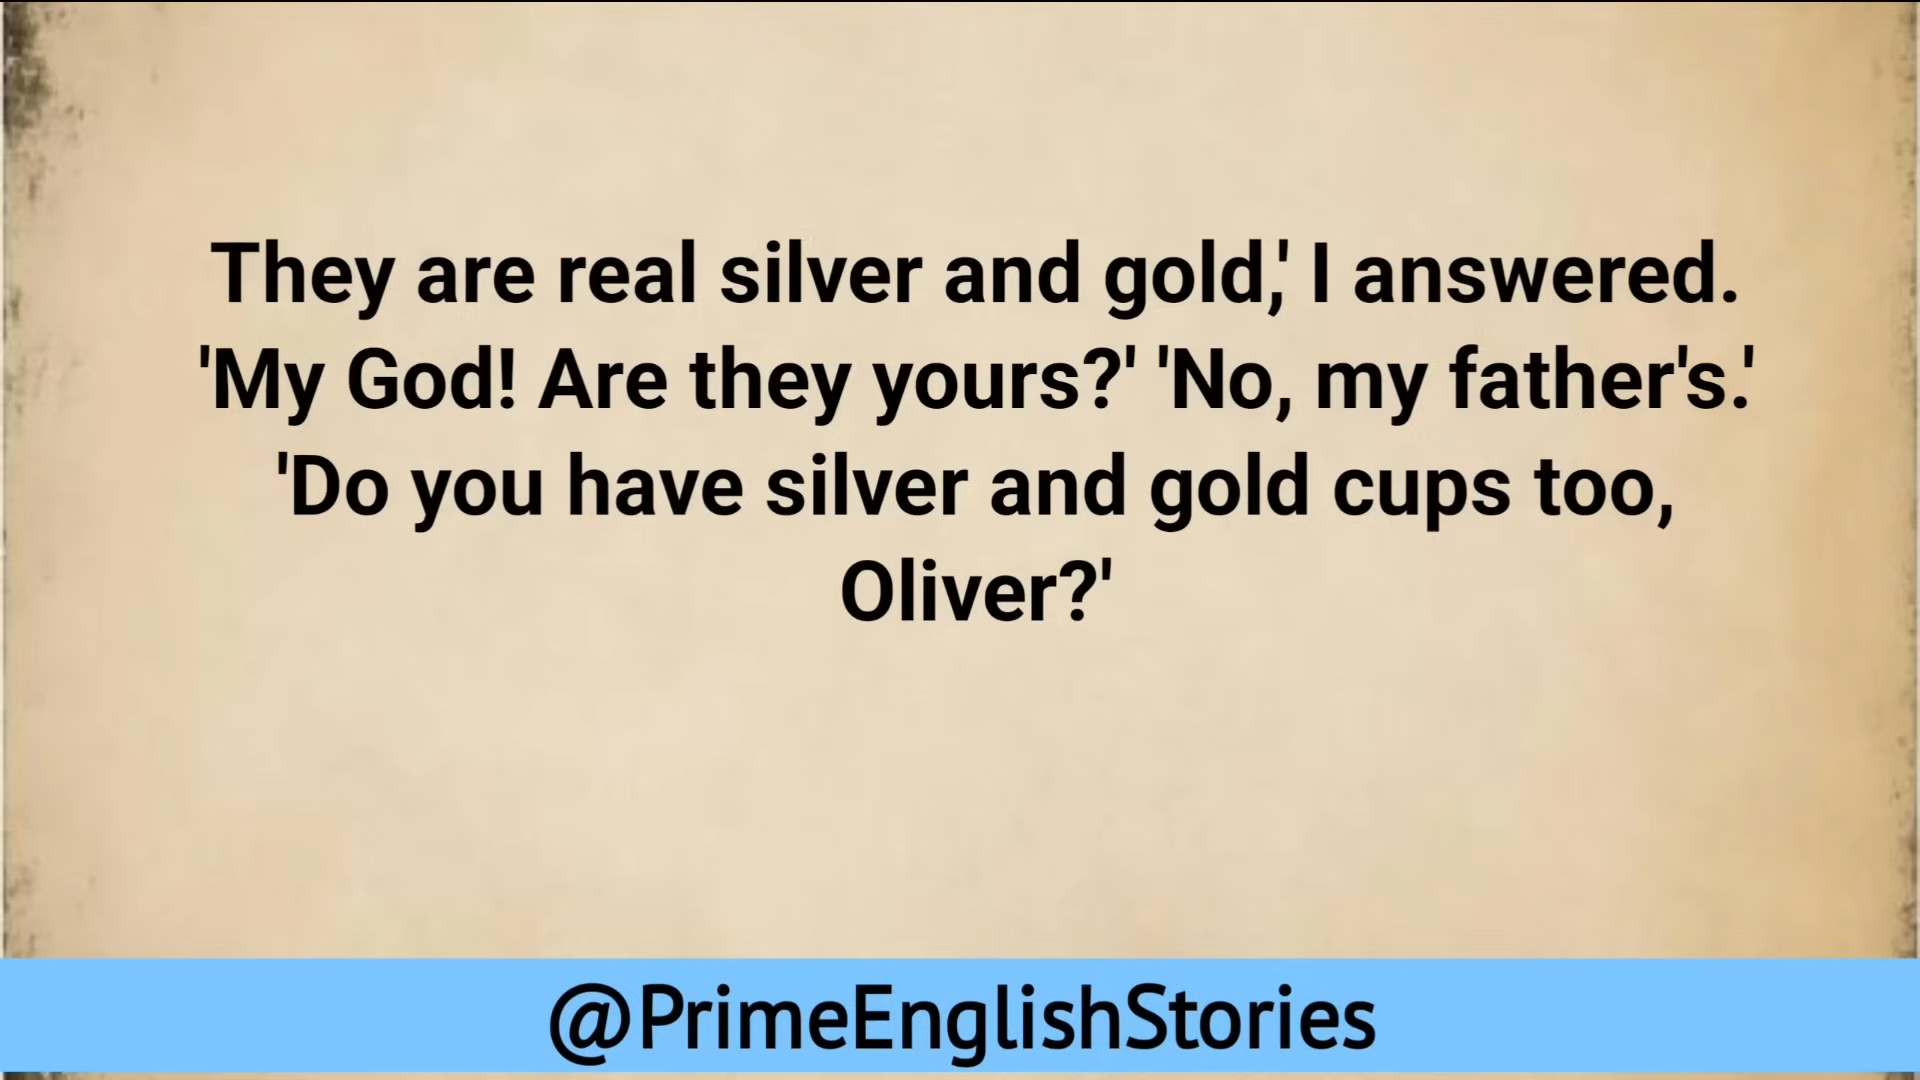 They are real silver and gold,' I answered.
'My God! Are they yours?' 'No, my father's.'
'Do you have silver and gold cups too,
Oliver?'
@PrimeEnglishStories